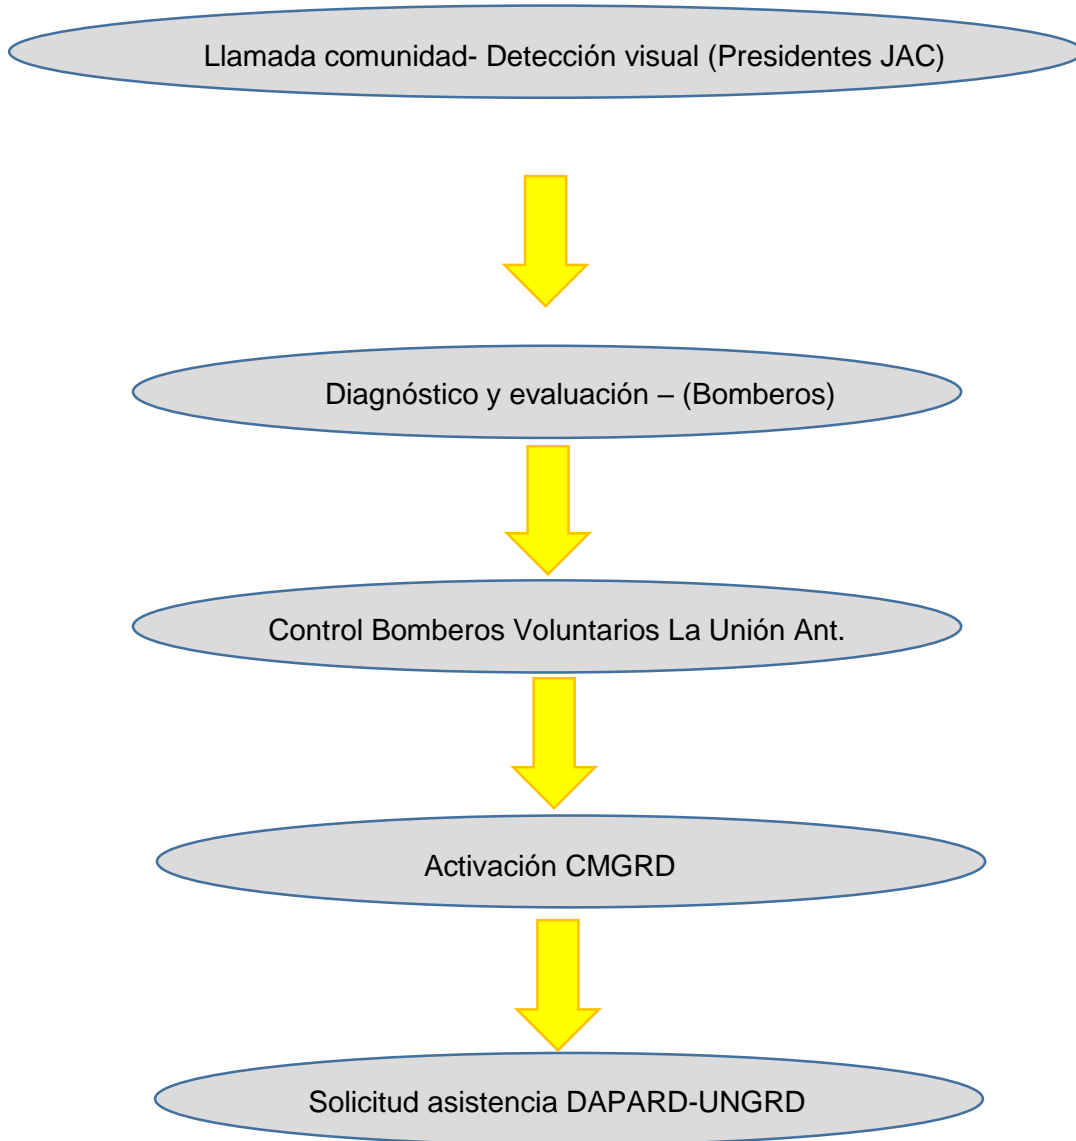 Llamada comunidad- Detección visual (Presidentes JAC)
Diagnóstico y evaluación – (Bomberos)
Control Bomberos Voluntarios La Unión Ant.
Activación CMGRD
Solicitud asistencia DAPARD-UNGRD